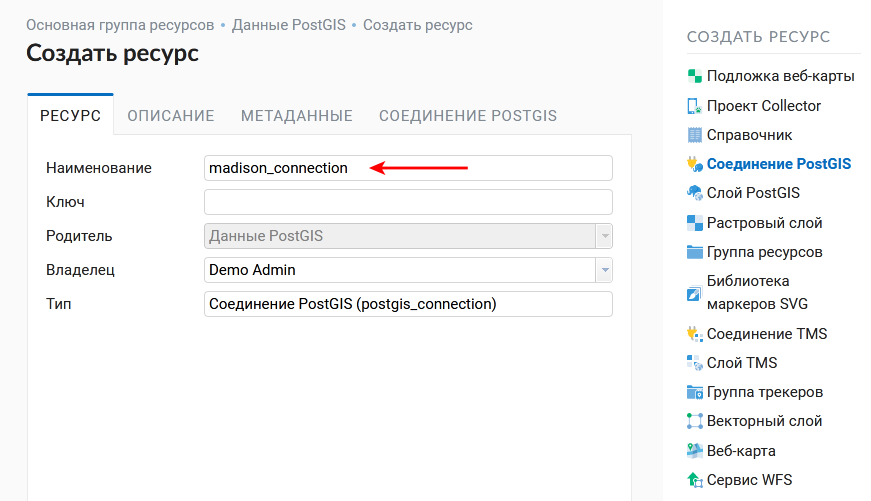 Основная группа ресурсов • Данные PostGIS • Создать ресурс
Создать ресурс
РЕСУРС ОПИСАНИЕ МЕТАДАННЫЕ СОЕДИНЕНИЕ POSTGIS
Наименование madison_connection
Ключ
Родитель Данные PostGIS
Владелец Demo Admin
Тип Соединение PostGIS (postgis_connection)
СОЗДАТЬ РЕСУРС
Подложка веб-карты
Проект Collector
Справочник
Соединение PostGIS
Слой PostGIS
Растровый слой
Группа ресурсов
Библиотека
маркеров SVG
Соединение TMS
Слой TMS
Группа трекеров
Векторный слой
Веб-карта
Сервис WFS